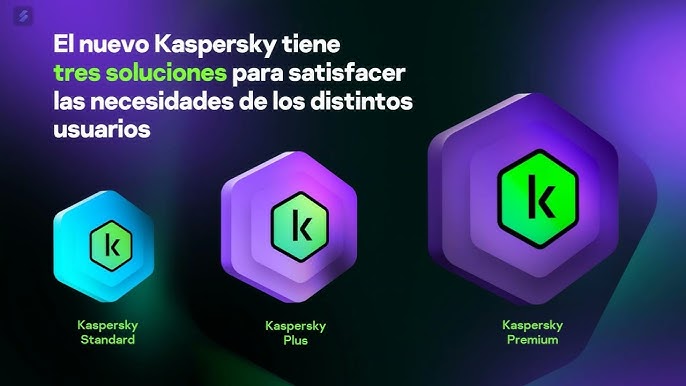 El nuevo Kaspersky tiene
tres soluciones para satisfacer
las necesidades de los distintos
usuarios
k
k
k
Kaspersky
Standard
Kaspersky
Plus
Kaspersky
Premium